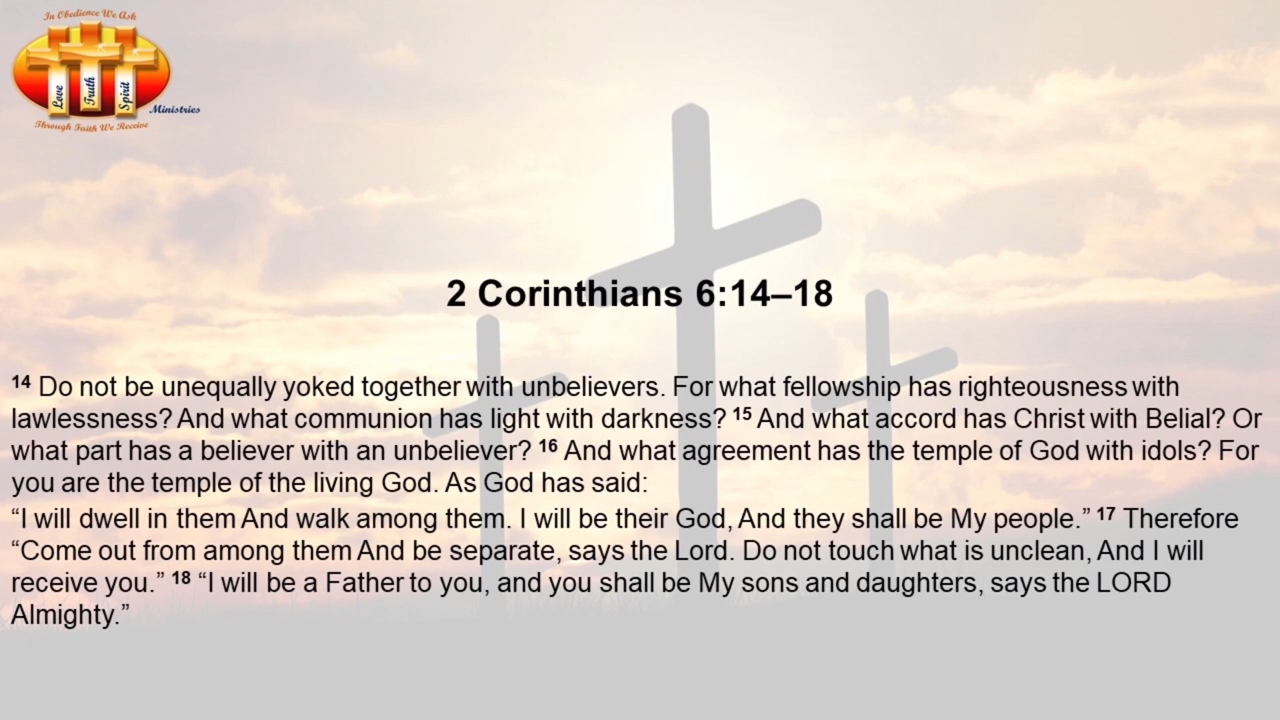 In Obedience We Ask
Love
Truth
Spirit
Ministries
Through Faith We Receive
2 Corinthians 6:14–18
14 Do not be unequally yoked together with unbelievers. For what fellowship has righteousness with
lawlessness? And what communion has light with darkness? 15 And what accord has Christ with Belial? Or
what part has a believer with an unbeliever? 16 And what agreement has the temple of God with idols? For
you are the temple of the living God. As God has said:
“I will dwell in them And walk among them. I will be their God, And they shall be My people.” 17 Therefore
“Come out from among them And be separate, says the Lord. Do not touch what is unclean, And I will
receive you.” 18 “I will be a Father to you, and you shall be My sons and daughters, says the LORD
Almighty.”